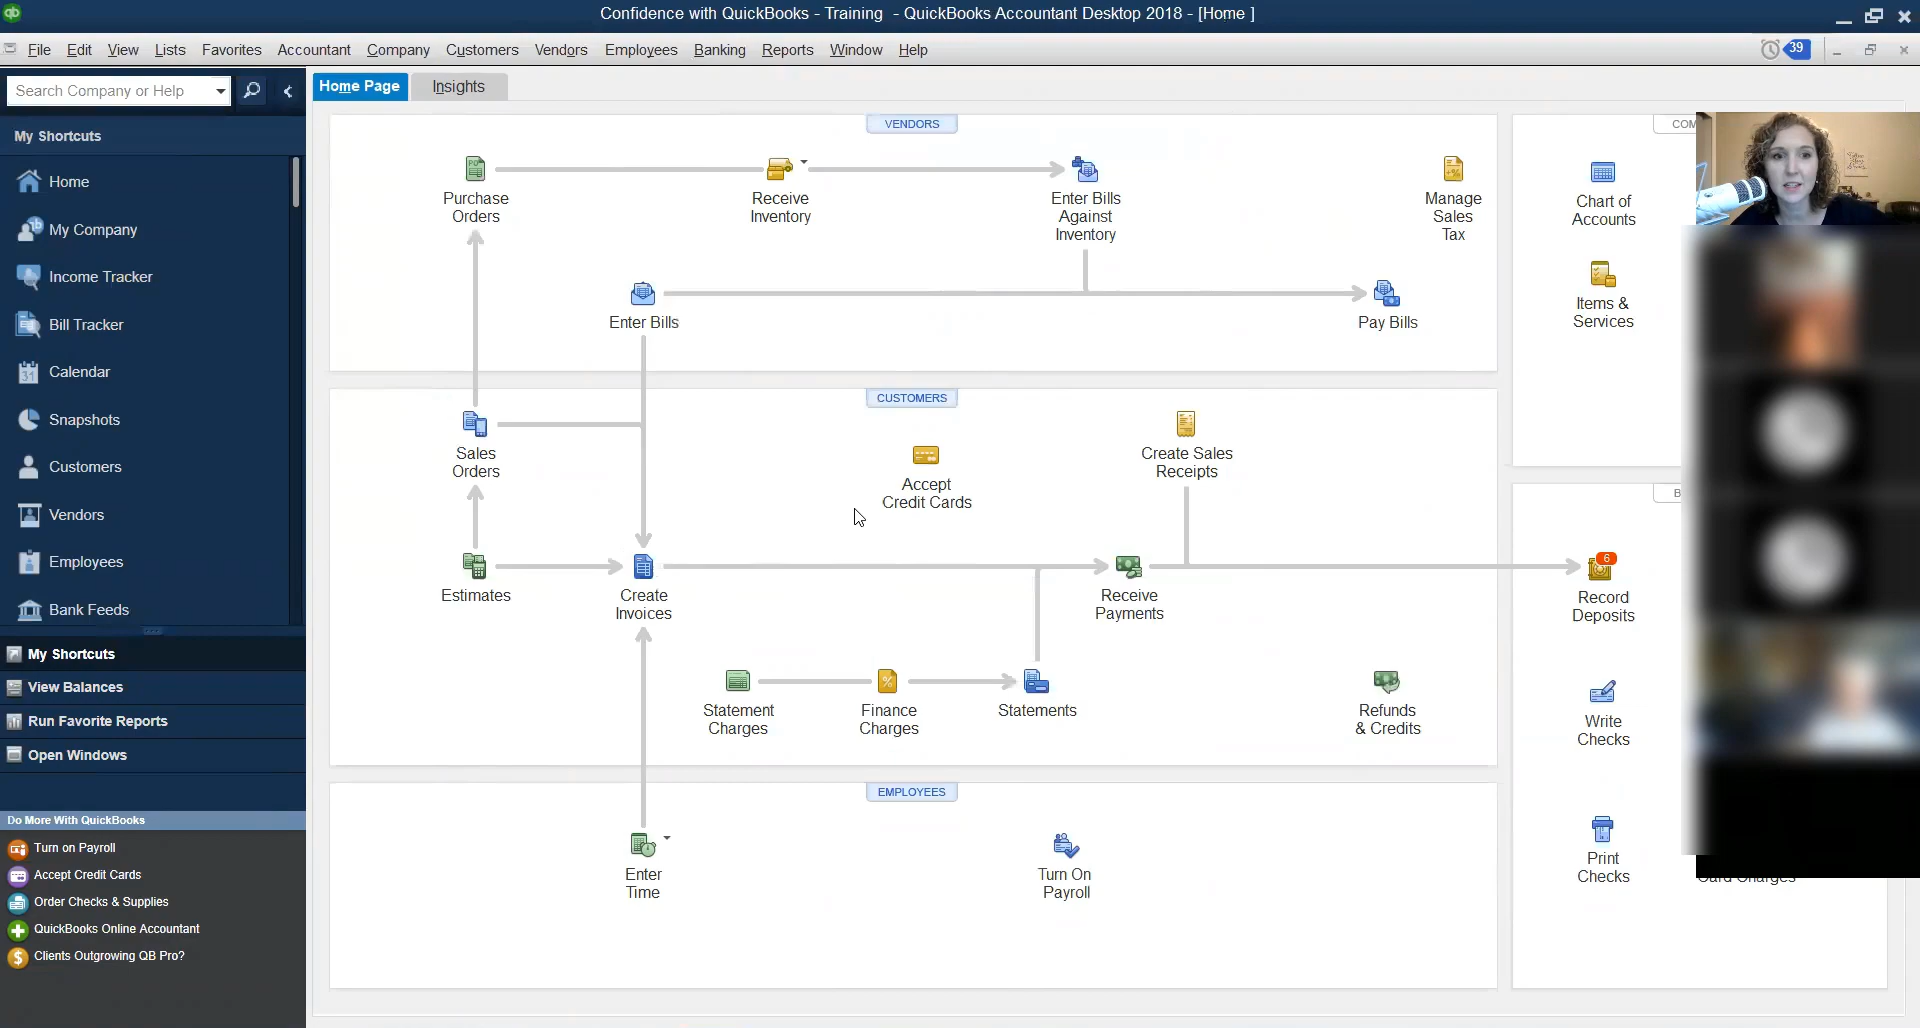 Confidence with QuickBooks - Training - QuickBooks Accountant Desktop 2018 - [Home ]
File Edit View Lists Favorites Accountant Company Customers Vendors Employees Banking Reports Window Help
39
Search Company or Help
Home Page Insights
My Shortcuts
Home
My Company
Income Tracker
Bill Tracker
Calendar
Snapshots
Customers
Vendors
Employees
Bank Feeds
My Shortcuts
View Balances
Run Favorite Reports
Open Windows
Do More With QuickBooks
Turn on Payroll
Accept Credit Cards
Order Checks & Supplies
QuickBooks Online Accountant
Clients Outgrowing QB Pro?
VENDORS
Purchase
Orders
Receive
Inventory
Enter Bills
Against
Inventory
Manage
Sales
Tax
Enter Bills
Pay Bills
CUSTOMERS
Sales
Orders
Accept
Credit Cards
Create Sales
Receipts
Estimates
Create
Invoices
Receive
Payments
Statement
Charges
Finance
Charges
Statements
Refunds
& Credits
EMPLOYEES
Enter
Time
Turn On
Payroll
COM
Chart of
Accounts
Items &
Services
B
6
Record
Deposits
Write
Checks
Print
Checks
Card Charges